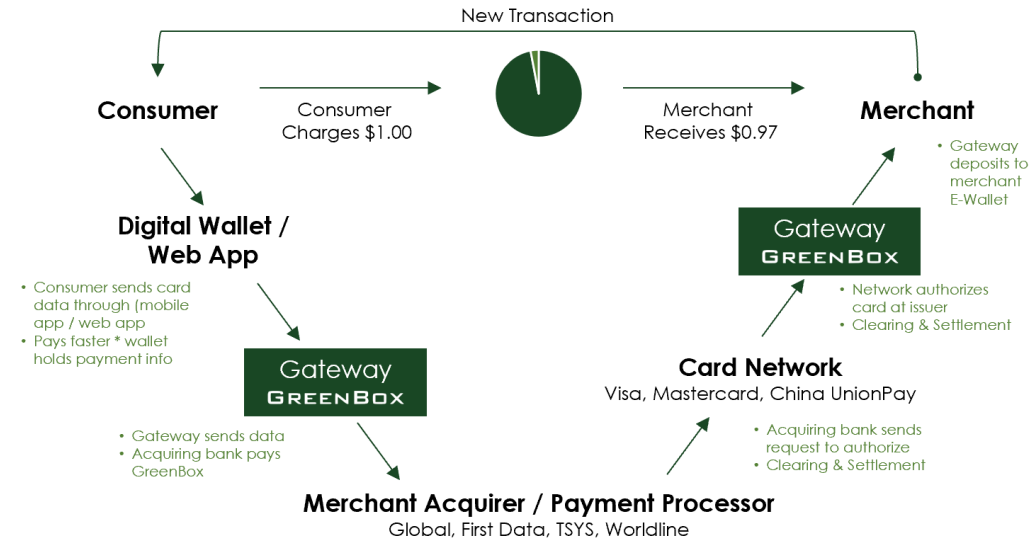 New Transaction
Consumer
Consumer
Charges $1.00
Merchant
Receives $0.97
Merchant
• Gateway
deposits to
merchant
E-Wallet
Digital Wallet /
Web App
• Consumer sends card
data through (mobile
app / web app
• Pays faster * wallet
holds payment info
Gateway
GREENBOX
• Gateway sends data
• Acquiring bank pays
GreenBox
Merchant Acquirer / Payment Processor
Global, First Data, TSYS, Worldline
Card Network
Visa, Mastercard, China UnionPay
• Acquiring bank sends
request to authorize
• Clearing & Settlement
Gateway
GREENBOX
• Network authorizes
card at issuer
• Clearing & Settlement